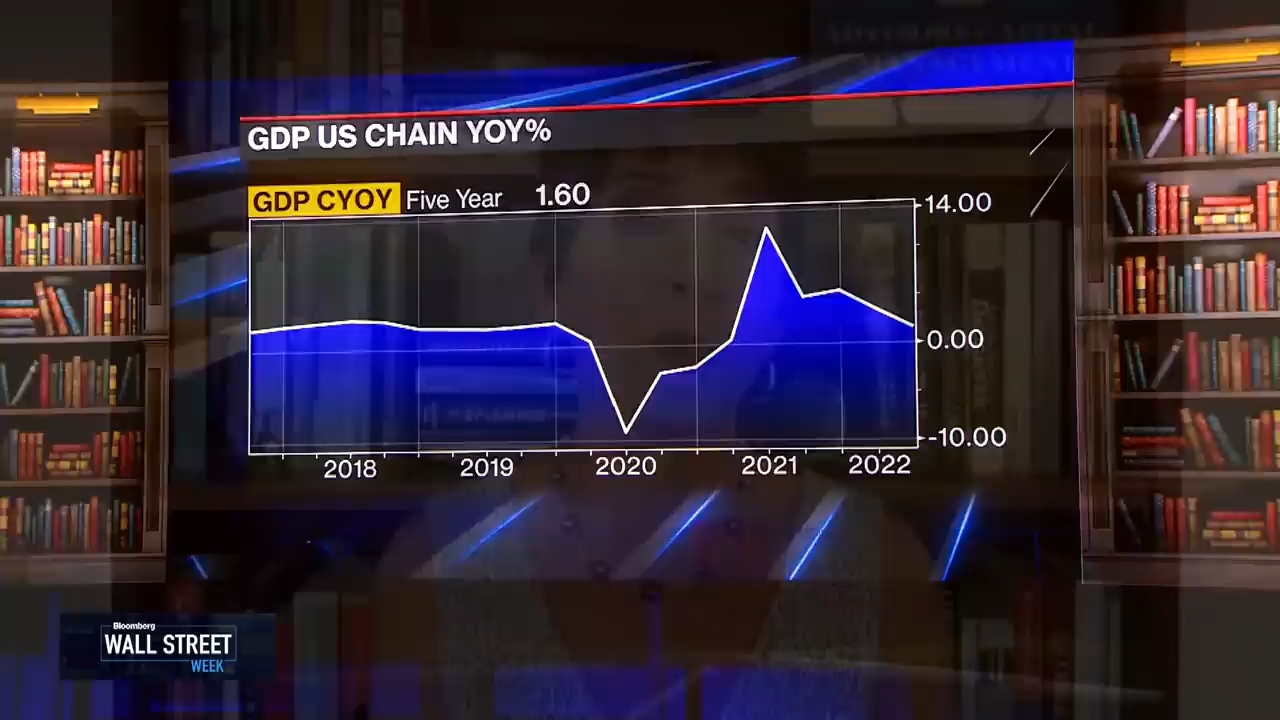 GDP US CHAIN YOY%
GDP CYOY Five Year 1.60
14.00
0.00
-10.00
2018 2019 2020 2021 2022
Bloomberg
WALL STREET
WEEK